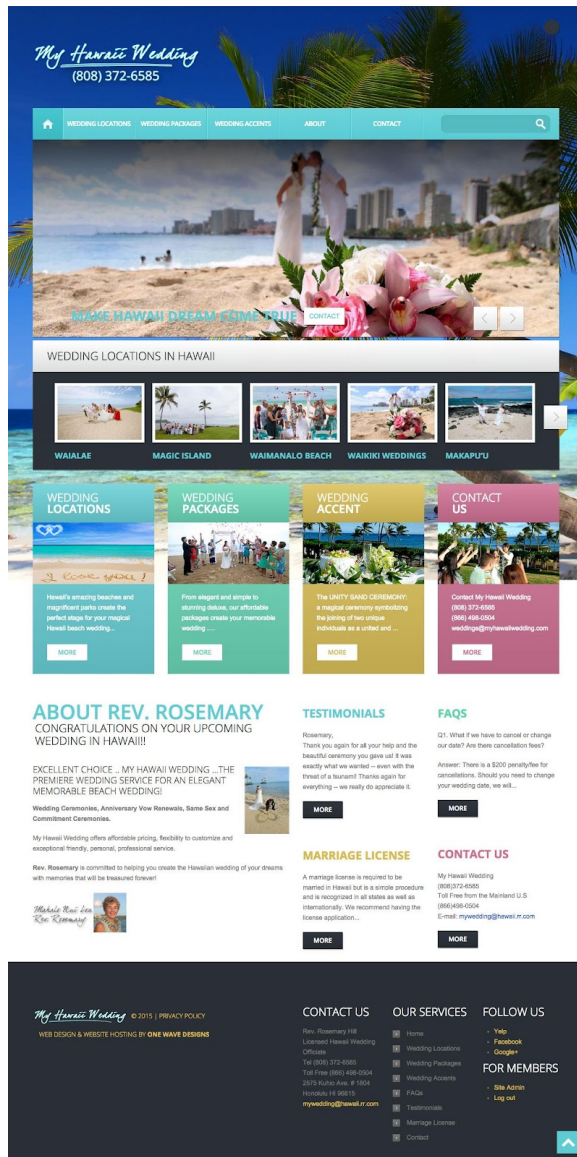 My Hawaii Wedding
(808) 372-6585
WEDDING LOCATIONS WEDDING PACKAGES WEDDING ACCENTS ABOUT CONTACT
MAKE HAWAII DREAM COME TRUE CONTACT
WEDDING LOCATIONS IN HAWAII
WAIALAE MAGIC ISLAND WAIMANALO BEACH WAIKIKI WEDDINGS MAKAPU'U
WEDDING
LOCATIONS
I love you!
Hawaii's amazing beaches and
magnificent parks create the
perfect stage for your magical
Hawaii beach wedding...
MORE
WEDDING
PACKAGES
From elegant and simple to
stunning deluxe, our affordable
packages create your memorable
wedding ....
MORE
WEDDING
ACCENT
The UNITY SAND CEREMONY:
a magical ceremony symbolizing
the joining of two unique
individuals as a united and ...
MORE
CONTACT
US
Contact My Hawaii Wedding
(808) 372-6585
(866) 498-0504
weddings@myhawaiiwedding.com
MORE
ABOUT REV. ROSEMARY
CONGRATULATIONS ON YOUR UPCOMING
WEDDING IN HAWAII!!
EXCELLENT CHOICE .. MY HAWAII WEDDING ...THE
PREMIERE WEDDING SERVICE FOR AN ELEGANT
MEMORABLE BEACH WEDDING!
Wedding Ceremonies, Anniversary Vow Renewals, Same Sex and
Commitment Ceremonies.
My Hawaii Wedding offers affordable pricing, flexibility to customize and
exceptional friendly, personal, professional service.
Rev. Rosemary is committed to helping you create the Hawaiian wedding of your dreams
with memories that will be treasured forever!
Mahalo Nui Loa
Rev. Rosemary
TESTIMONIALS
Rosemary,
Thank you again for all your help and the
beautiful ceremony you gave us! It was
exactly what we wanted -- even with the
threat of a tsunami! Thanks again for
everything -- we really do appreciate it.
MORE
FAQS
Q1. What if we have to cancel or change
our date? Are there cancellation fees?
Answer: There is a $200 penalty/fee for
cancellations. Should you need to change
your wedding date, we will...
MORE
MARRIAGE LICENSE
A marriage license is required to be
married in Hawaii but is a simple procedure
and is recognized in all states as well as
internationally. We recommend having the
license application...
MORE
CONTACT US
My Hawaii Wedding
(808)372-6585
Toll Free from the Mainland U.S
(866)498-0504
E-mail: mywedding@hawaii.rr.com
MORE
My Hawaii Wedding © 2015 | PRIVACY POLICY
WEB DESIGN & WEBSITE HOSTING BY ONE WAVE DESIGNS
CONTACT US
Rev. Rosemary Hill
Licensed Hawaii Wedding
Officiate
Tel (808) 372-6585
Toll Free (866) 498-0504
2575 Kuhio Ave. # 1604
Honolulu Hi 96815
mywedding@hawaii.rr.com
OUR SERVICES
Home
Wedding Locations
Wedding Packages
Wedding Accents
FAQs
Testimonials
Marriage License
Contact
FOLLOW US
Yelp
Facebook
Google+
FOR MEMBERS
Site Admin
Log out